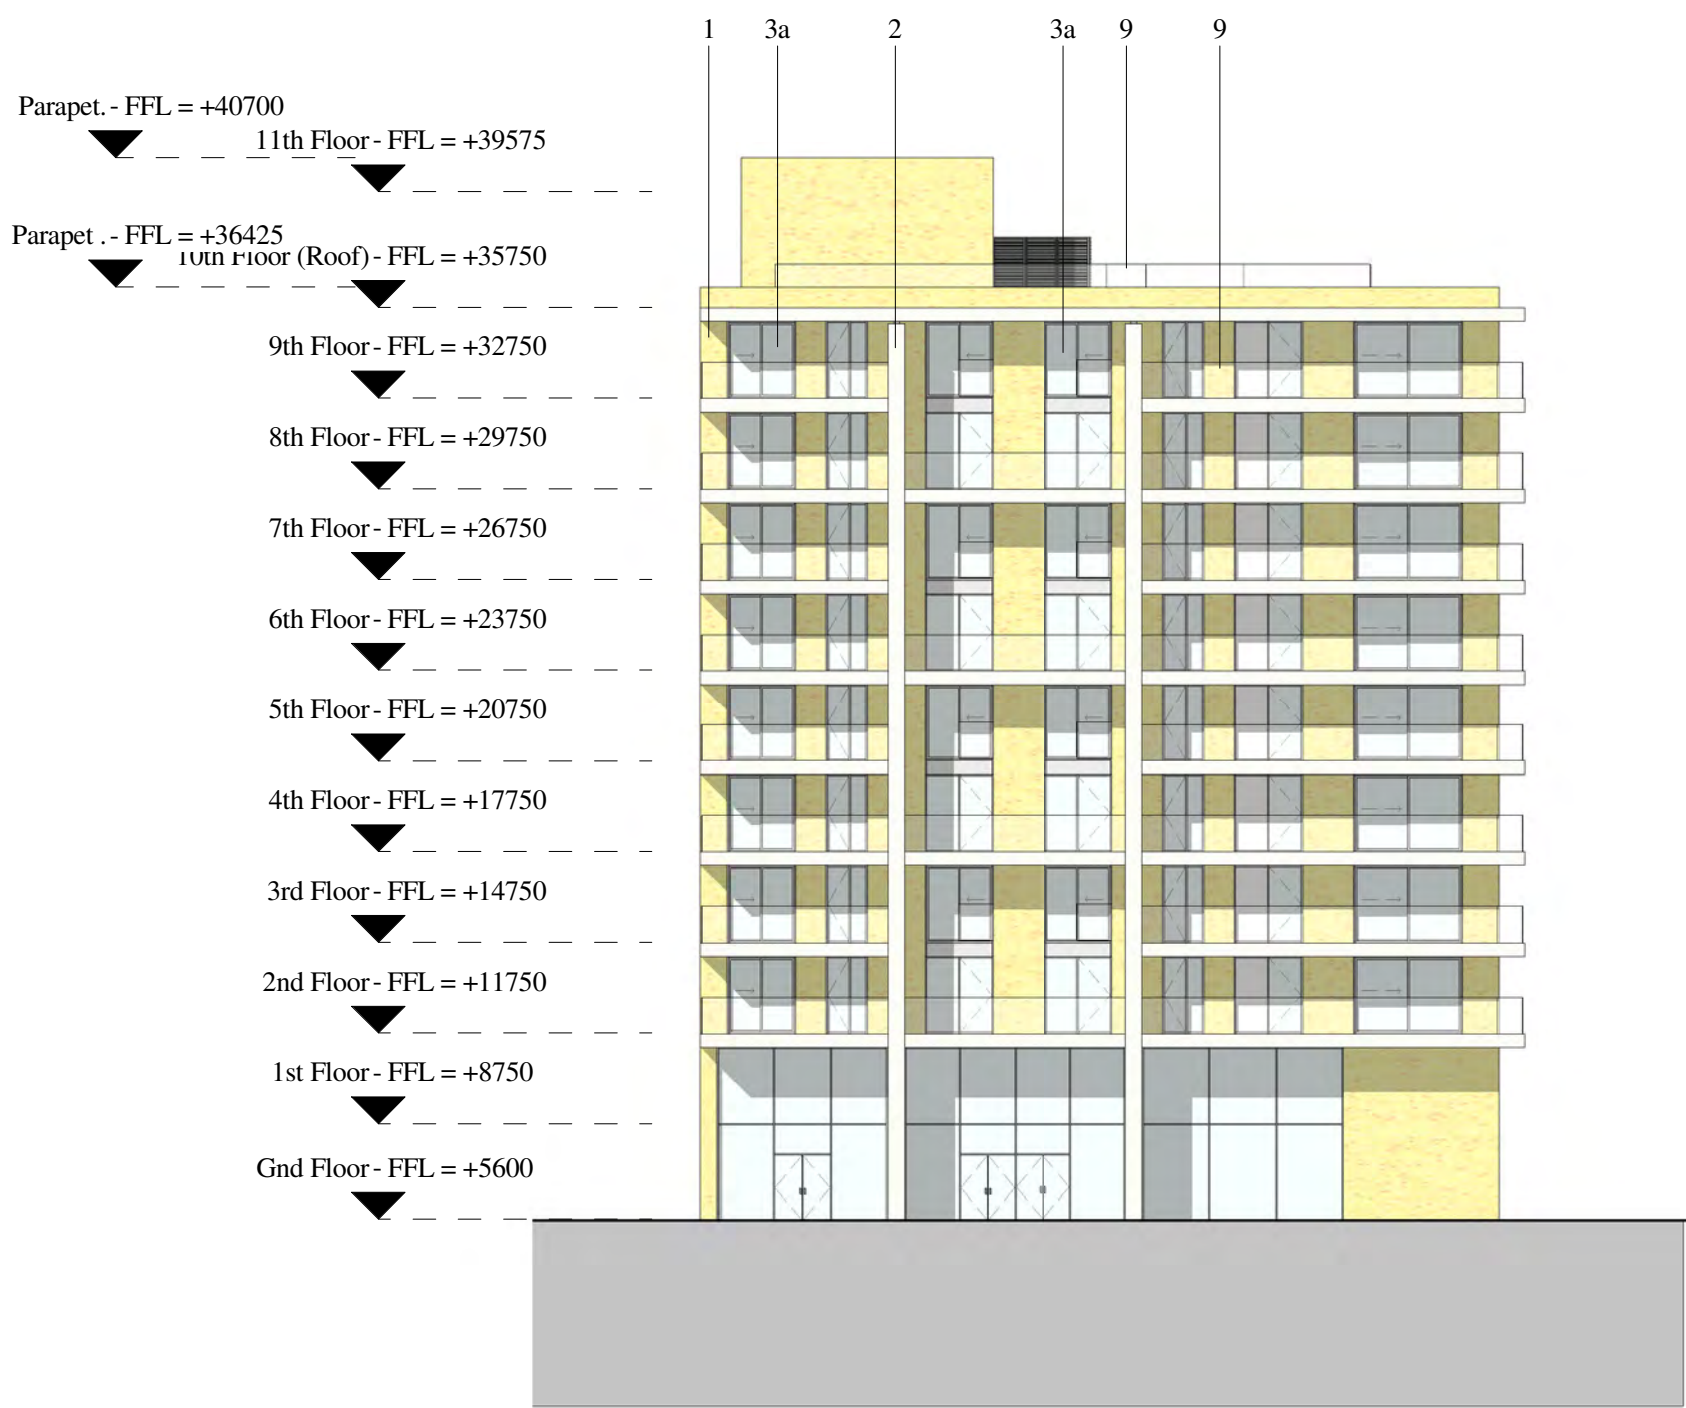 1 3a 2 3a 9 9
Parapet. - FFL = +40700
11th Floor - FFL = +39575
Parapet . - FFL = +36425
10th Floor (Roof) - FFL = +35750
9th Floor - FFL = +32750
8th Floor - FFL = +29750
7th Floor - FFL = +26750
6th Floor - FFL = +23750
5th Floor - FFL = +20750
4th Floor - FFL = +17750
3rd Floor - FFL = +14750
2nd Floor - FFL = +11750
1st Floor - FFL = +8750
Gnd Floor - FFL = +5600